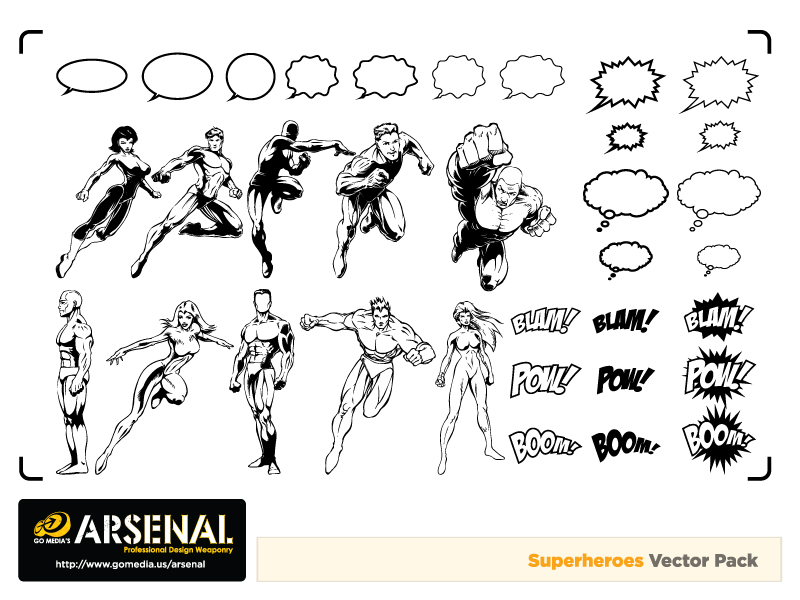 BLAM! BLAM! BLAM!
POW! POW! POW!
BOOM! BOOM! BOOM!
GO MEDIA'S ARSENAL
Professional Design Weaponry
http://www.gomedia.us/arsenal
Superheroes Vector Pack